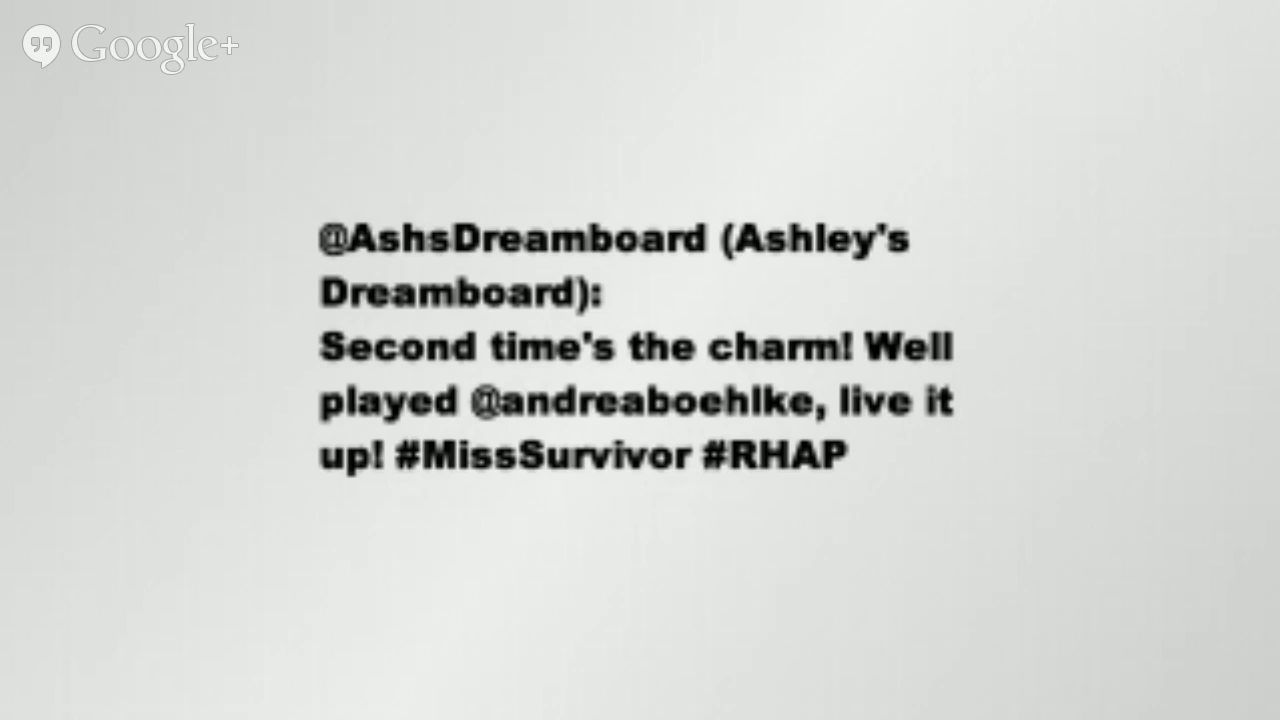 Google+
@AshsDreamboard (Ashley's
Dreamboard):
Second time's the charm! Well
played @andreaboehlke, live it
up! #MissSurvivor #RHAP